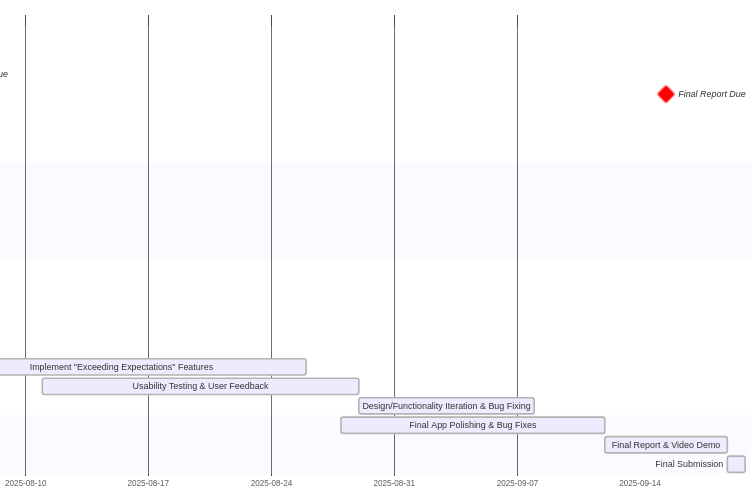 ue
Final Report Due
Implement "Exceeding Expectations" Features
Usability Testing & User Feedback
Design/Functionality Iteration & Bug Fixing
Final App Polishing & Bug Fixes
Final Report & Video Demo
Final Submission
2025-08-10 2025-08-17 2025-08-24 2025-08-31 2025-09-07 2025-09-14